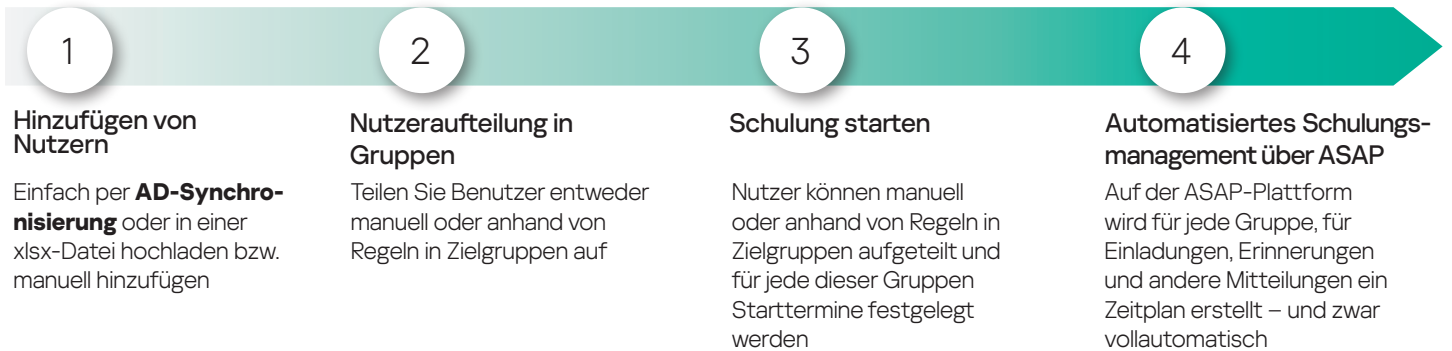 1
Hinzufügen von
Nutzern
Einfach per AD-Synchro-
nisierung oder in einer
xlsx-Datei hochladen bzw.
manuell hinzufügen
2
Nutzeraufteilung in
Gruppen
Teilen Sie Benutzer entweder
manuell oder anhand von
Regeln in Zielgruppen auf
3
Schulung starten
Nutzer können manuell
oder anhand von Regeln in
Zielgruppen aufgeteilt und
für jede dieser Gruppen
Starttermine festgelegt
werden
4
Automatisiertes Schulungs-
management über ASAP
Auf der ASAP-Plattform
wird für jede Gruppe, für
Einladungen, Erinnerungen
und andere Mitteilungen ein
Zeitplan erstellt – und zwar
vollautomatisch